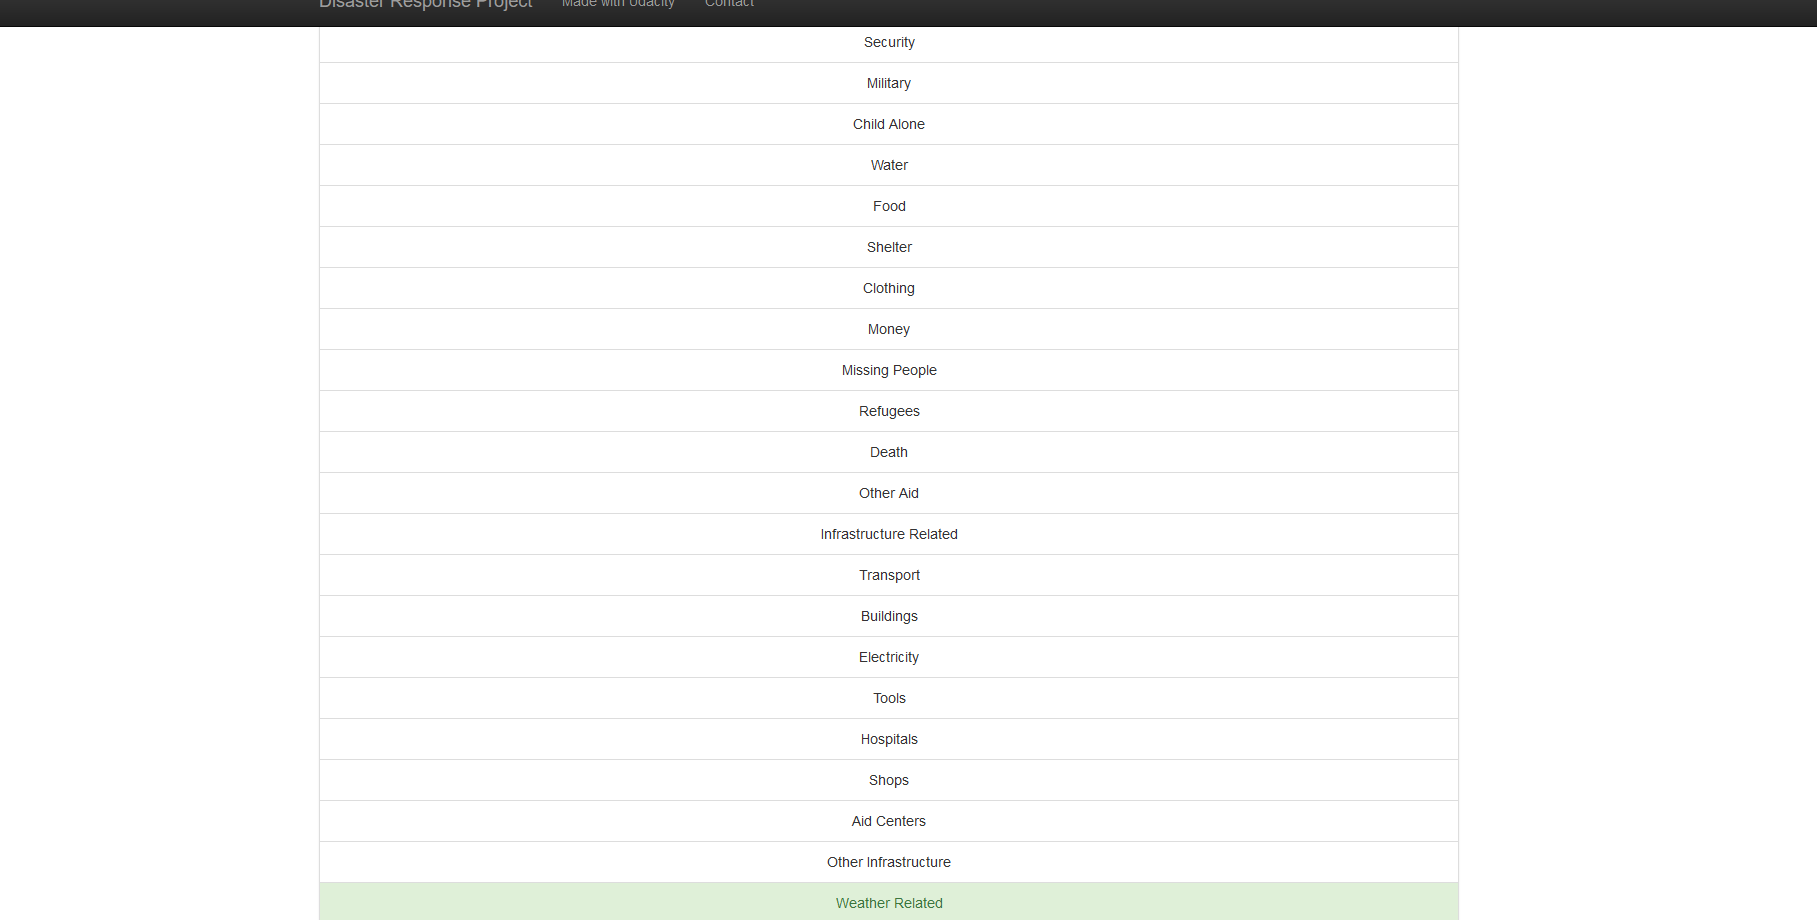 Disaster Response Project Made with Udacity Contact
Security
Military
Child Alone
Water
Food
Shelter
Clothing
Money
Missing People
Refugees
Death
Other Aid
Infrastructure Related
Transport
Buildings
Electricity
Tools
Hospitals
Shops
Aid Centers
Other Infrastructure
Weather Related